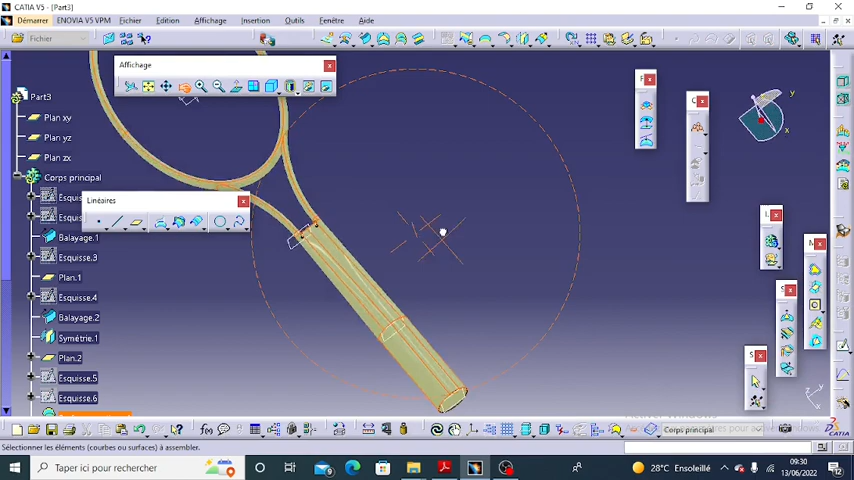 CATIA V5 - [Part3]
Démarrer ENOVIA V5 VPM Fichier Edition Affichage Insertion Outils Fenêtre Aide
Fichier
Affichage
Part3
Plan xy
Plan yz
Plan zx
Corps principal
Linéaires
Balayage.1
Esquisse.3
Plan.1
Esquisse.4
Balayage.2
Symétrie.1
Plan.2
Esquisse.5
Esquisse.6
F
C
I.
M
S
S
y
x
z
Corps principal
Sélectionner les éléments (courbes ou surfaces) à assembler.
Taper ici pour rechercher
28°C Ensoleillé
09:30
13/06/2022